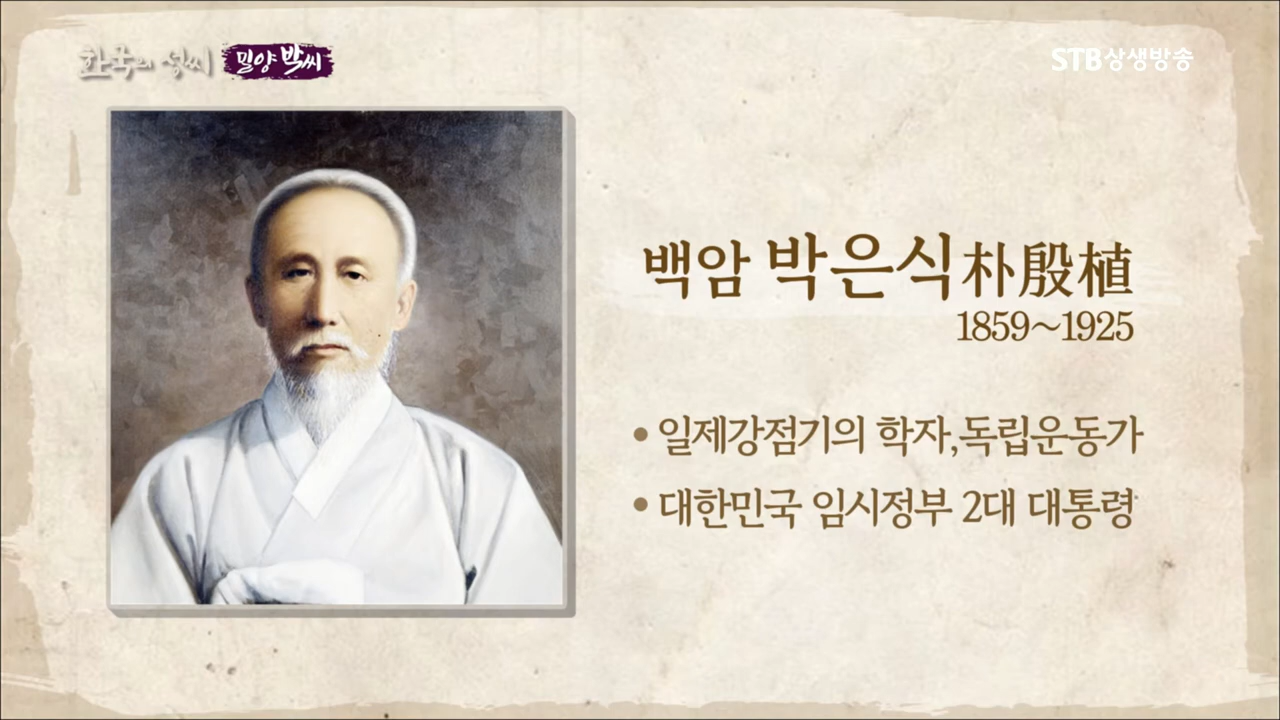 한국의 성씨 밀양 박씨
STB상생방송
백암 박은식朴殷植
1859~1925
• 일제강점기의 학자,독립운동가
• 대한민국 임시정부 2대 대통령